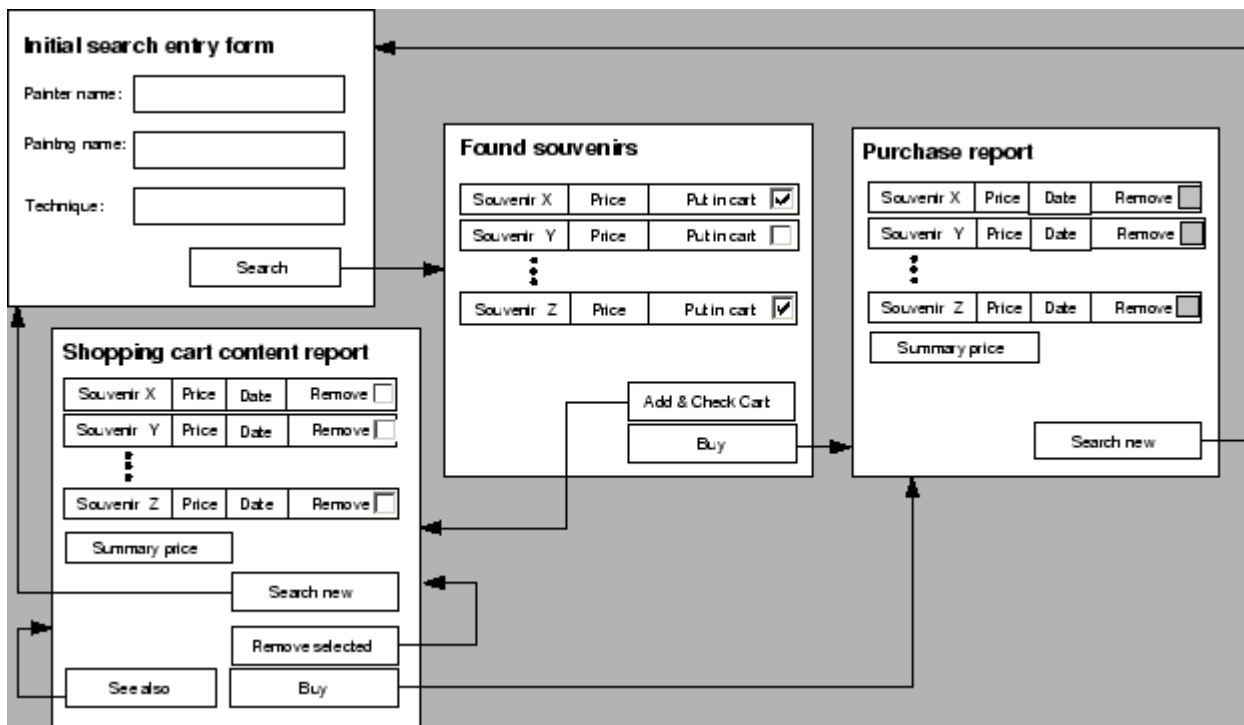 Initial search entry form
Painter name:
Paintng name:
Technique:
Search
Found souvenirs
Souvenir X Price Put in cart
Souvenir Y Price Put in cart
Souvenir Z Price Put in cart
Add & Check Cart
Buy
Purchase report
Souvenir X Price Date Remove
Souvenir Y Price Date Remove
Souvenir Z Price Date Remove
Summary price
Search new
Shopping cart content report
Souvenir X Price Date Remove
Souvenir Y Price Date Remove
Souvenir Z Price Date Remove
Summary price
Search new
Remove selected
See also
Buy